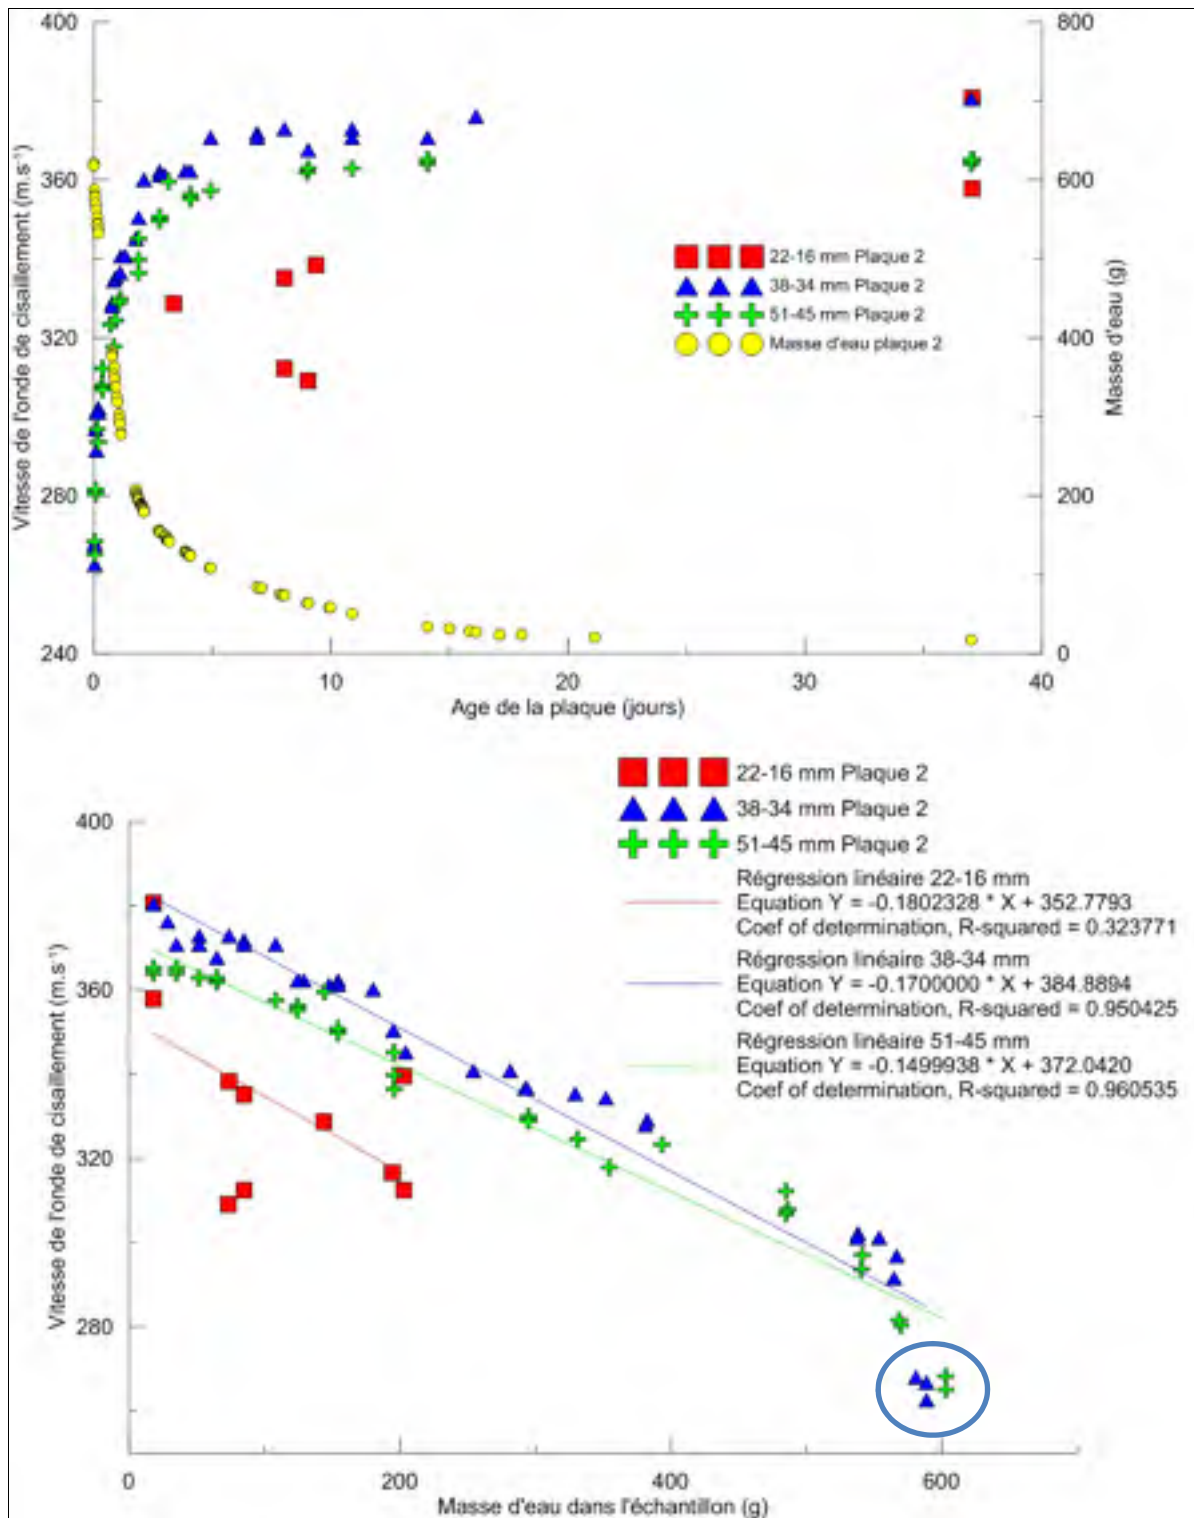 400
360
320
280
240
Vitesse de l'onde de cisaillement (m.s⁻¹)
800
600
400
200
0
Masse d'eau (g)
22-16 mm Plaque 2
38-34 mm Plaque 2
51-45 mm Plaque 2
Masse d'eau plaque 2
0 10 20 30 40
Age de la plaque (jours)
22-16 mm Plaque 2
38-34 mm Plaque 2
51-45 mm Plaque 2
Régression linéaire 22-16 mm
Equation Y = -0.1802328 * X + 352.7793
Coef of determination, R-squared = 0.323771
Régression linéaire 38-34 mm
Equation Y = -0.1700000 * X + 384.8894
Coef of determination, R-squared = 0.950425
Régression linéaire 51-45 mm
Equation Y = -0.1499938 * X + 372.0420
Coef of determination, R-squared = 0.960535
400
360
320
280
Vitesse de l'onde de cisaillement (m.s⁻¹)
0 200 400 600
Masse d'eau dans l'échantillon (g)